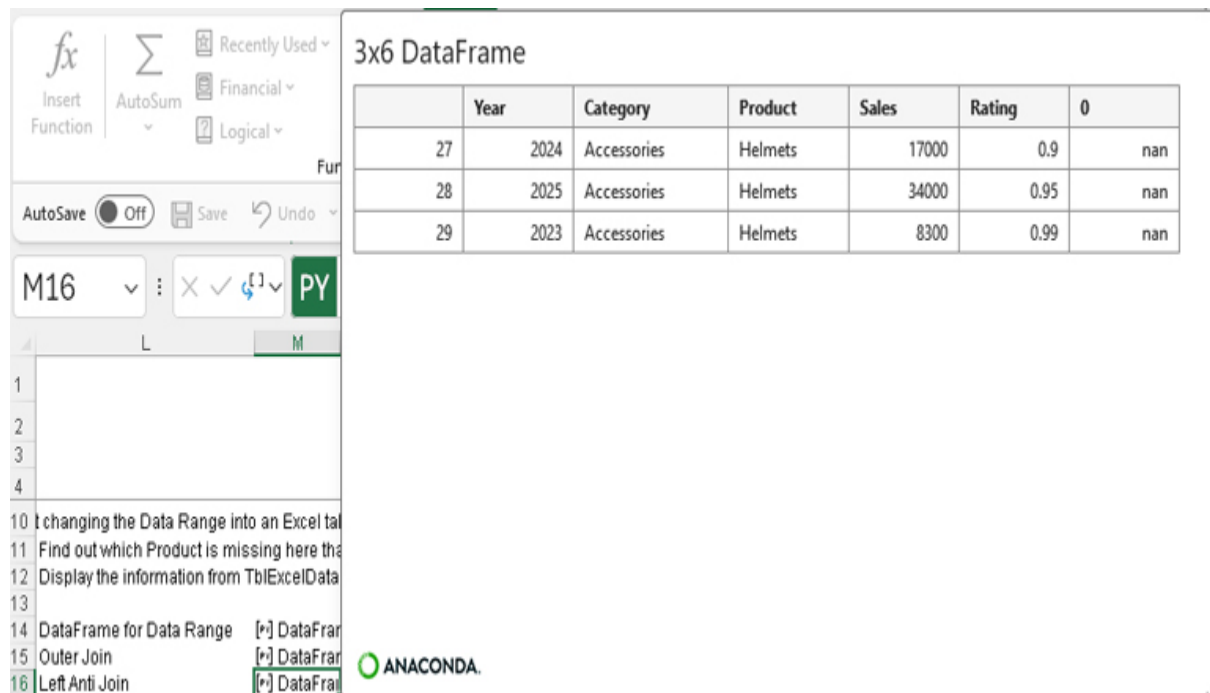 fx
Insert
Function
AutoSum
Recently Used
Financial
Logical
Fur
AutoSave Off Save Undo
M16 PY
L M
3x6 DataFrame
Year Category Product Sales Rating 0
27 2024 Accessories Helmets 17000 0.9 nan
28 2025 Accessories Helmets 34000 0.95 nan
29 2023 Accessories Helmets 8300 0.99 nan
1
2
3
4
10 t changing the Data Range into an Excel tal
11 Find out which Product is missing here tha
12 Display the information from TblExcelData
13
14 DataFrame for Data Range [PY] DataFrar
15 Outer Join [PY] DataFrar
16 Left Anti Join [PY] DataFrai
ANACONDA.